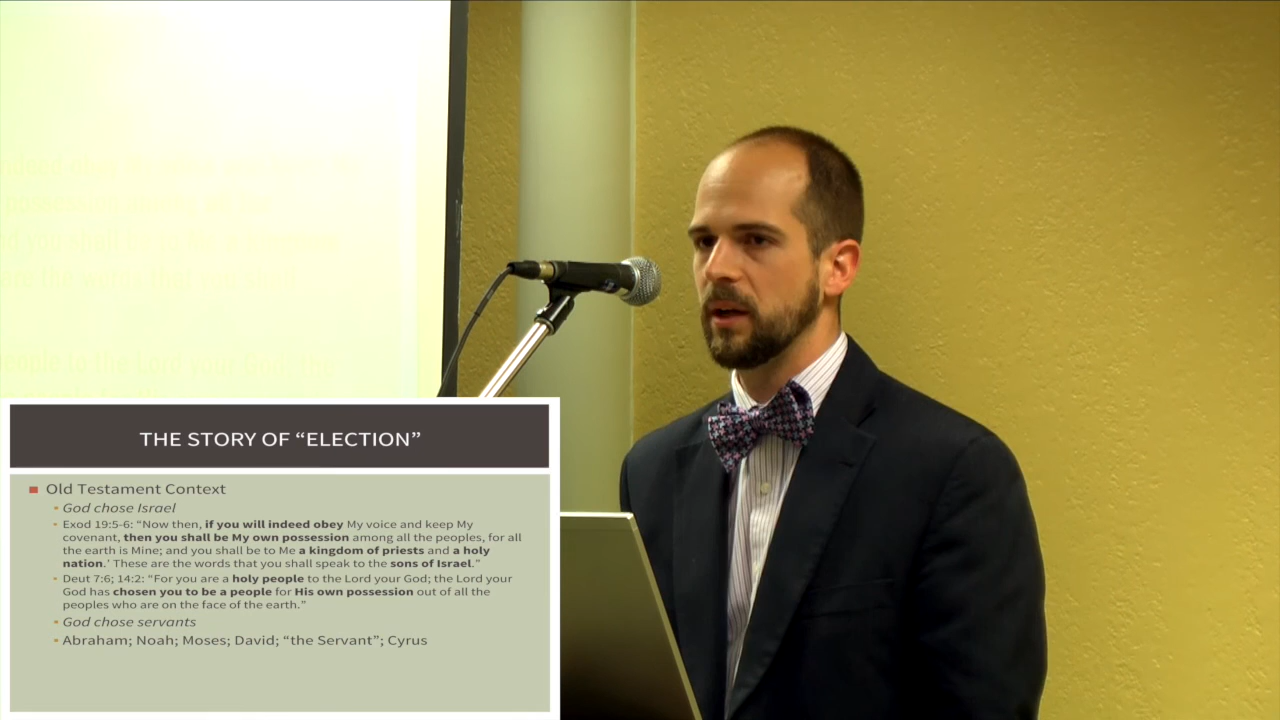 THE STORY OF “ELECTION”
Old Testament Context
God chose Israel
Exod 19:5-6: “Now then, if you will indeed obey My voice and keep My
covenant, then you shall be My own possession among all the peoples, for all
the earth is Mine; and you shall be to Me a kingdom of priests and a holy
nation.’ These are the words that you shall speak to the sons of Israel.”
Deut 7:6; 14:2: “For you are a holy people to the Lord your God; the Lord your
God has chosen you to be a people for His own possession out of all the
peoples who are on the face of the earth.”
God chose servants
Abraham; Noah; Moses; David; “the Servant”; Cyrus